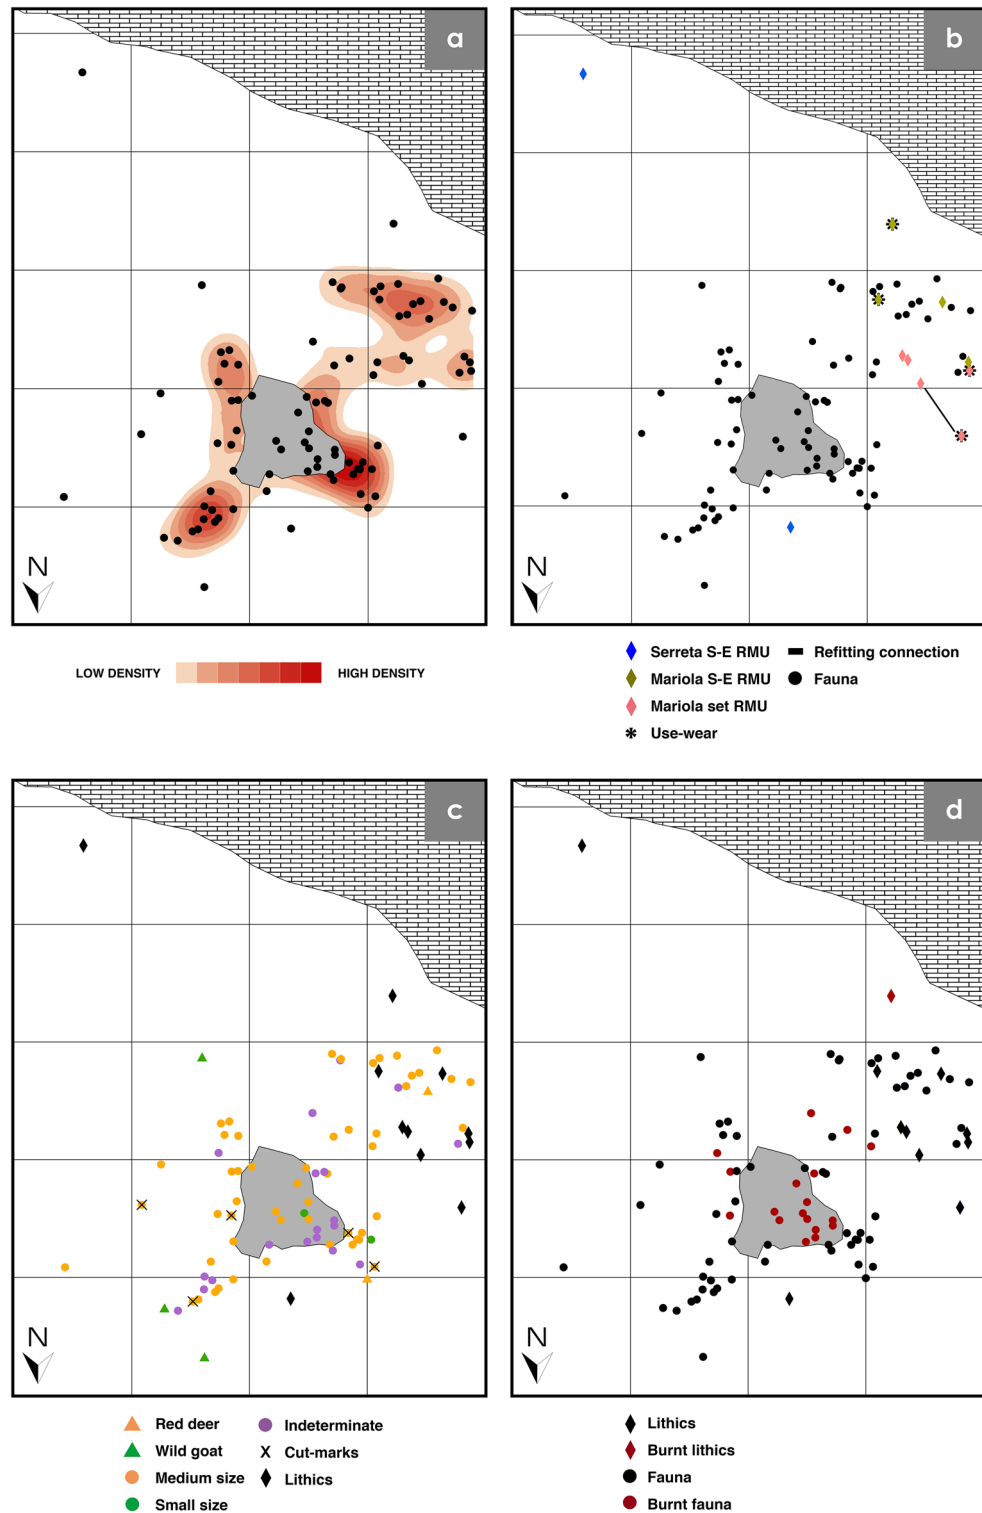 a
b
N
N
LOW DENSITY HIGH DENSITY
Serreta S-E RMU
Mariola S-E RMU
Mariola set RMU
Use-wear
Refitting connection
Fauna
c
d
N
N
Red deer
Wild goat
Medium size
Small size
Indeterminate
Cut-marks
Lithics
Lithics
Burnt lithics
Fauna
Burnt fauna